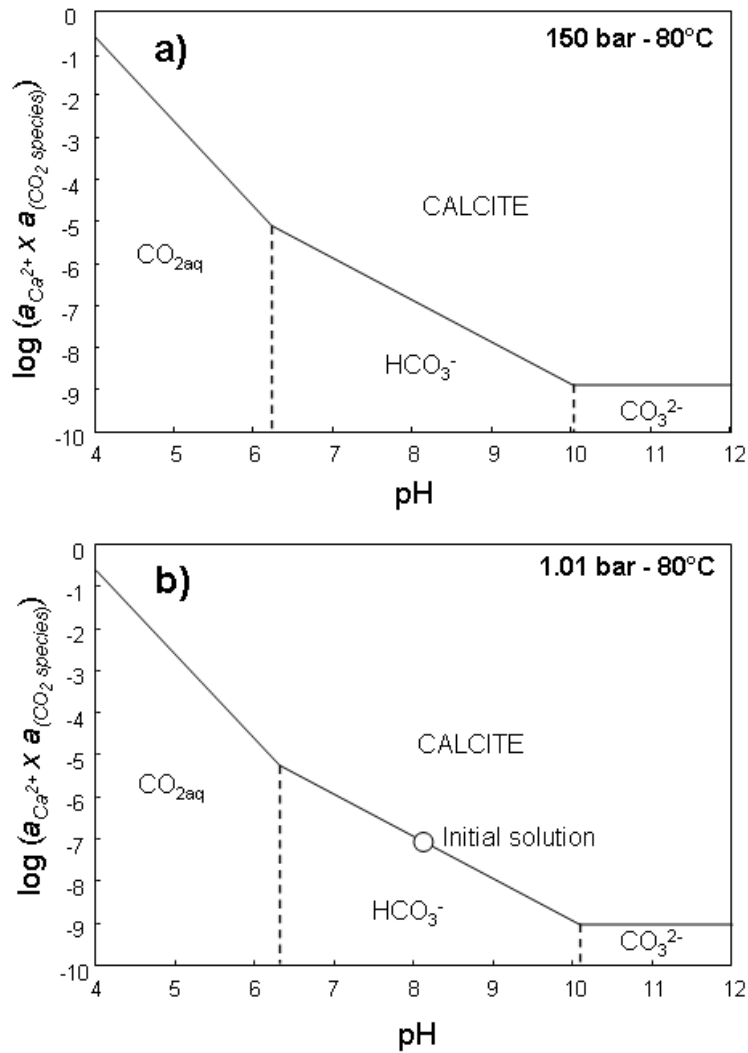 a)
150 bar - 80°C
log (aCa2+ x a(CO2 species))
0
-1
-2
-3
-4
-5
-6
-7
-8
-9
-10
CALCITE
CO2aq
HCO3-
CO32-
4 5 6 7 8 9 10 11 12
pH
b)
1.01 bar - 80°C
log (aCa2+ x a(CO2 species))
0
-1
-2
-3
-4
-5
-6
-7
-8
-9
-10
CALCITE
CO2aq
Initial solution
HCO3-
CO32-
4 5 6 7 8 9 10 11 12
pH